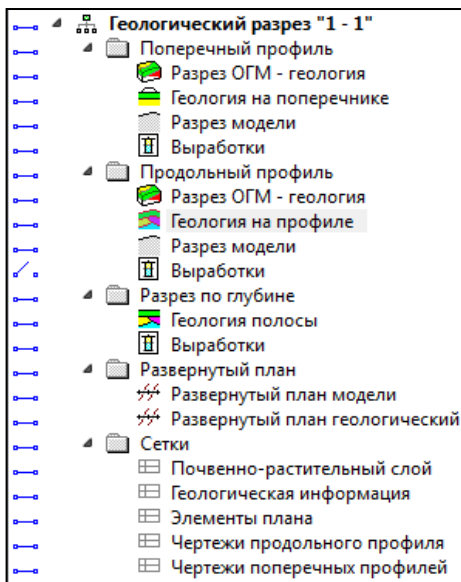 Геологический разрез "1 - 1"
Поперечный профиль
Разрез ОГМ - геология
Геология на поперечнике
Разрез модели
Выработки
Продольный профиль
Разрез ОГМ - геология
Геология на профиле
Разрез модели
Выработки
Разрез по глубине
Геология полосы
Выработки
Развернутый план
Развернутый план модели
Развернутый план геологический
Сетки
Почвенно-растительный слой
Геологическая информация
Элементы плана
Чертежи продольного профиля
Чертежи поперечных профилей